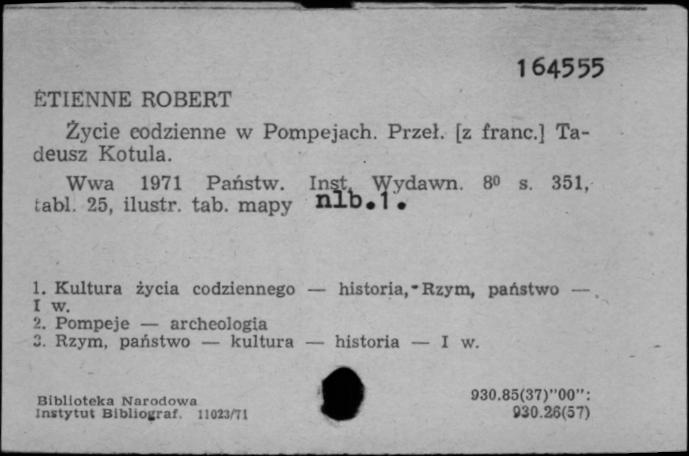 164555
ÉTIENNE ROBERT
Życie codzienne w Pompejach. Przeł. [z franc.] Ta-
deusz Kotula.
Wwa 1971 Państw. Inst. Wydawn. 8⁰ s. 351,
tabl. 25, ilustr. tab. mapy nlb.1.
1. Kultura życia codziennego — historia, Rzym, państwo —
I w.
2. Pompeje — archeologia
3. Rzym, państwo — kultura — historia — I w.
Biblioteka Narodowa 930.85(37)"00":
Instytut Bibliograf. 11023/71 930.26(57)